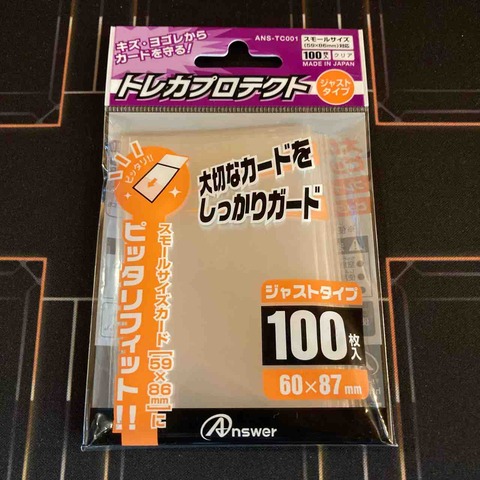 キズ・ヨゴレから
カードを守る!
ANS-TC001
スモールサイズ
(59×86mm)対応
100枚入 クリア
MADE IN JAPAN
トレカプロテクト
ジャスト
タイプ
ピッタリ!!
大切なカードを
しっかりガード
スモールサイズカード[59×86mm]に
ピッタリフィット!!
ジャストタイプ
100枚入
60×87mm
Answer